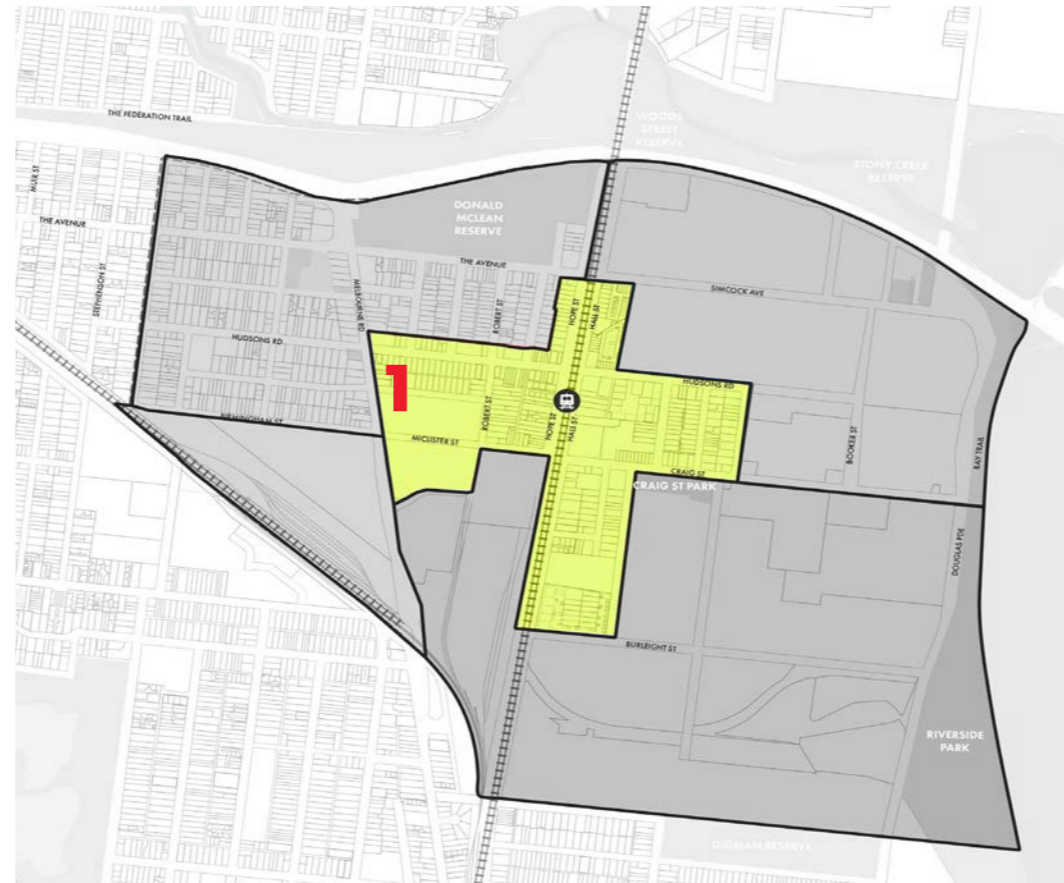 THE FEDERATION TRAIL
WOODS
STREET
RESERVE
STONY CREEK
RESERVE
MUIR ST
THE AVENUE
STEPHENSON ST
DONALD
MCLEAN
RESERVE
THE AVENUE
MELBOURNE RD
ROBERT ST
HOPE ST
HALL ST
SIMCOCK AVE
HUDSONS RD
1
HUDSONS RD
BIRMINGHAM ST
MCLISTER ST
ROBERT ST
HOPE ST
HALL ST
BOOKER ST
BAY TRAIL
CRAIG ST
CRAIG ST PARK
DOUGLAS PDE
BURLEIGHT ST
RIVERSIDE
PARK
DIGMAN RESERVE